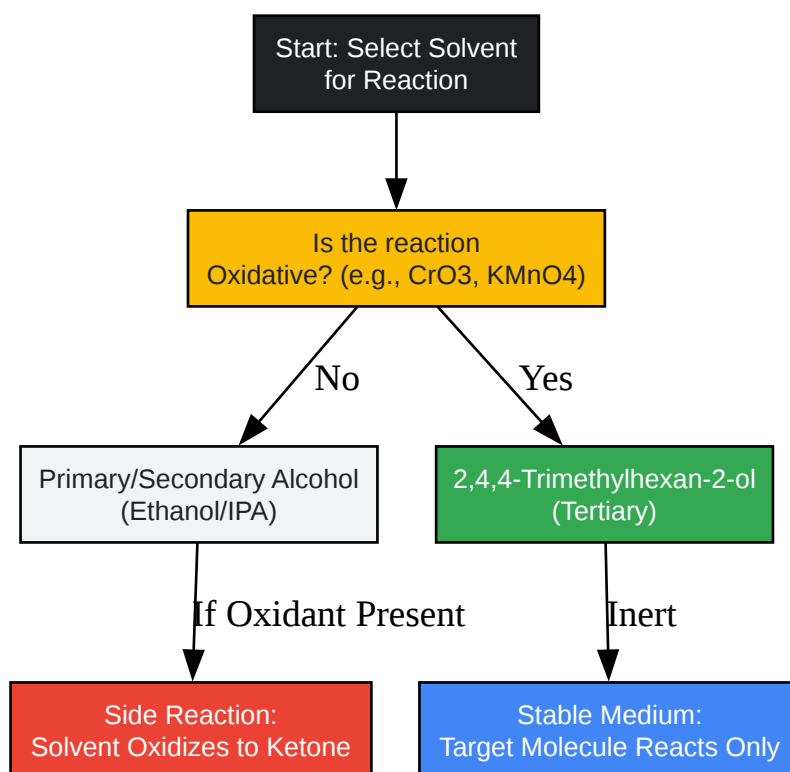 Start: Select Solvent
for Reaction
Is the reaction
Oxidative? (e.g., CrO3, KMnO4)
No
Yes
Primary/Secondary Alcohol
(Ethanol/IPA)
2,4,4-Trimethylhexan-2-ol
(Tertiary)
If Oxidant Present
Inert
Side Reaction:
Solvent Oxidizes to Ketone
Stable Medium:
Target Molecule Reacts Only